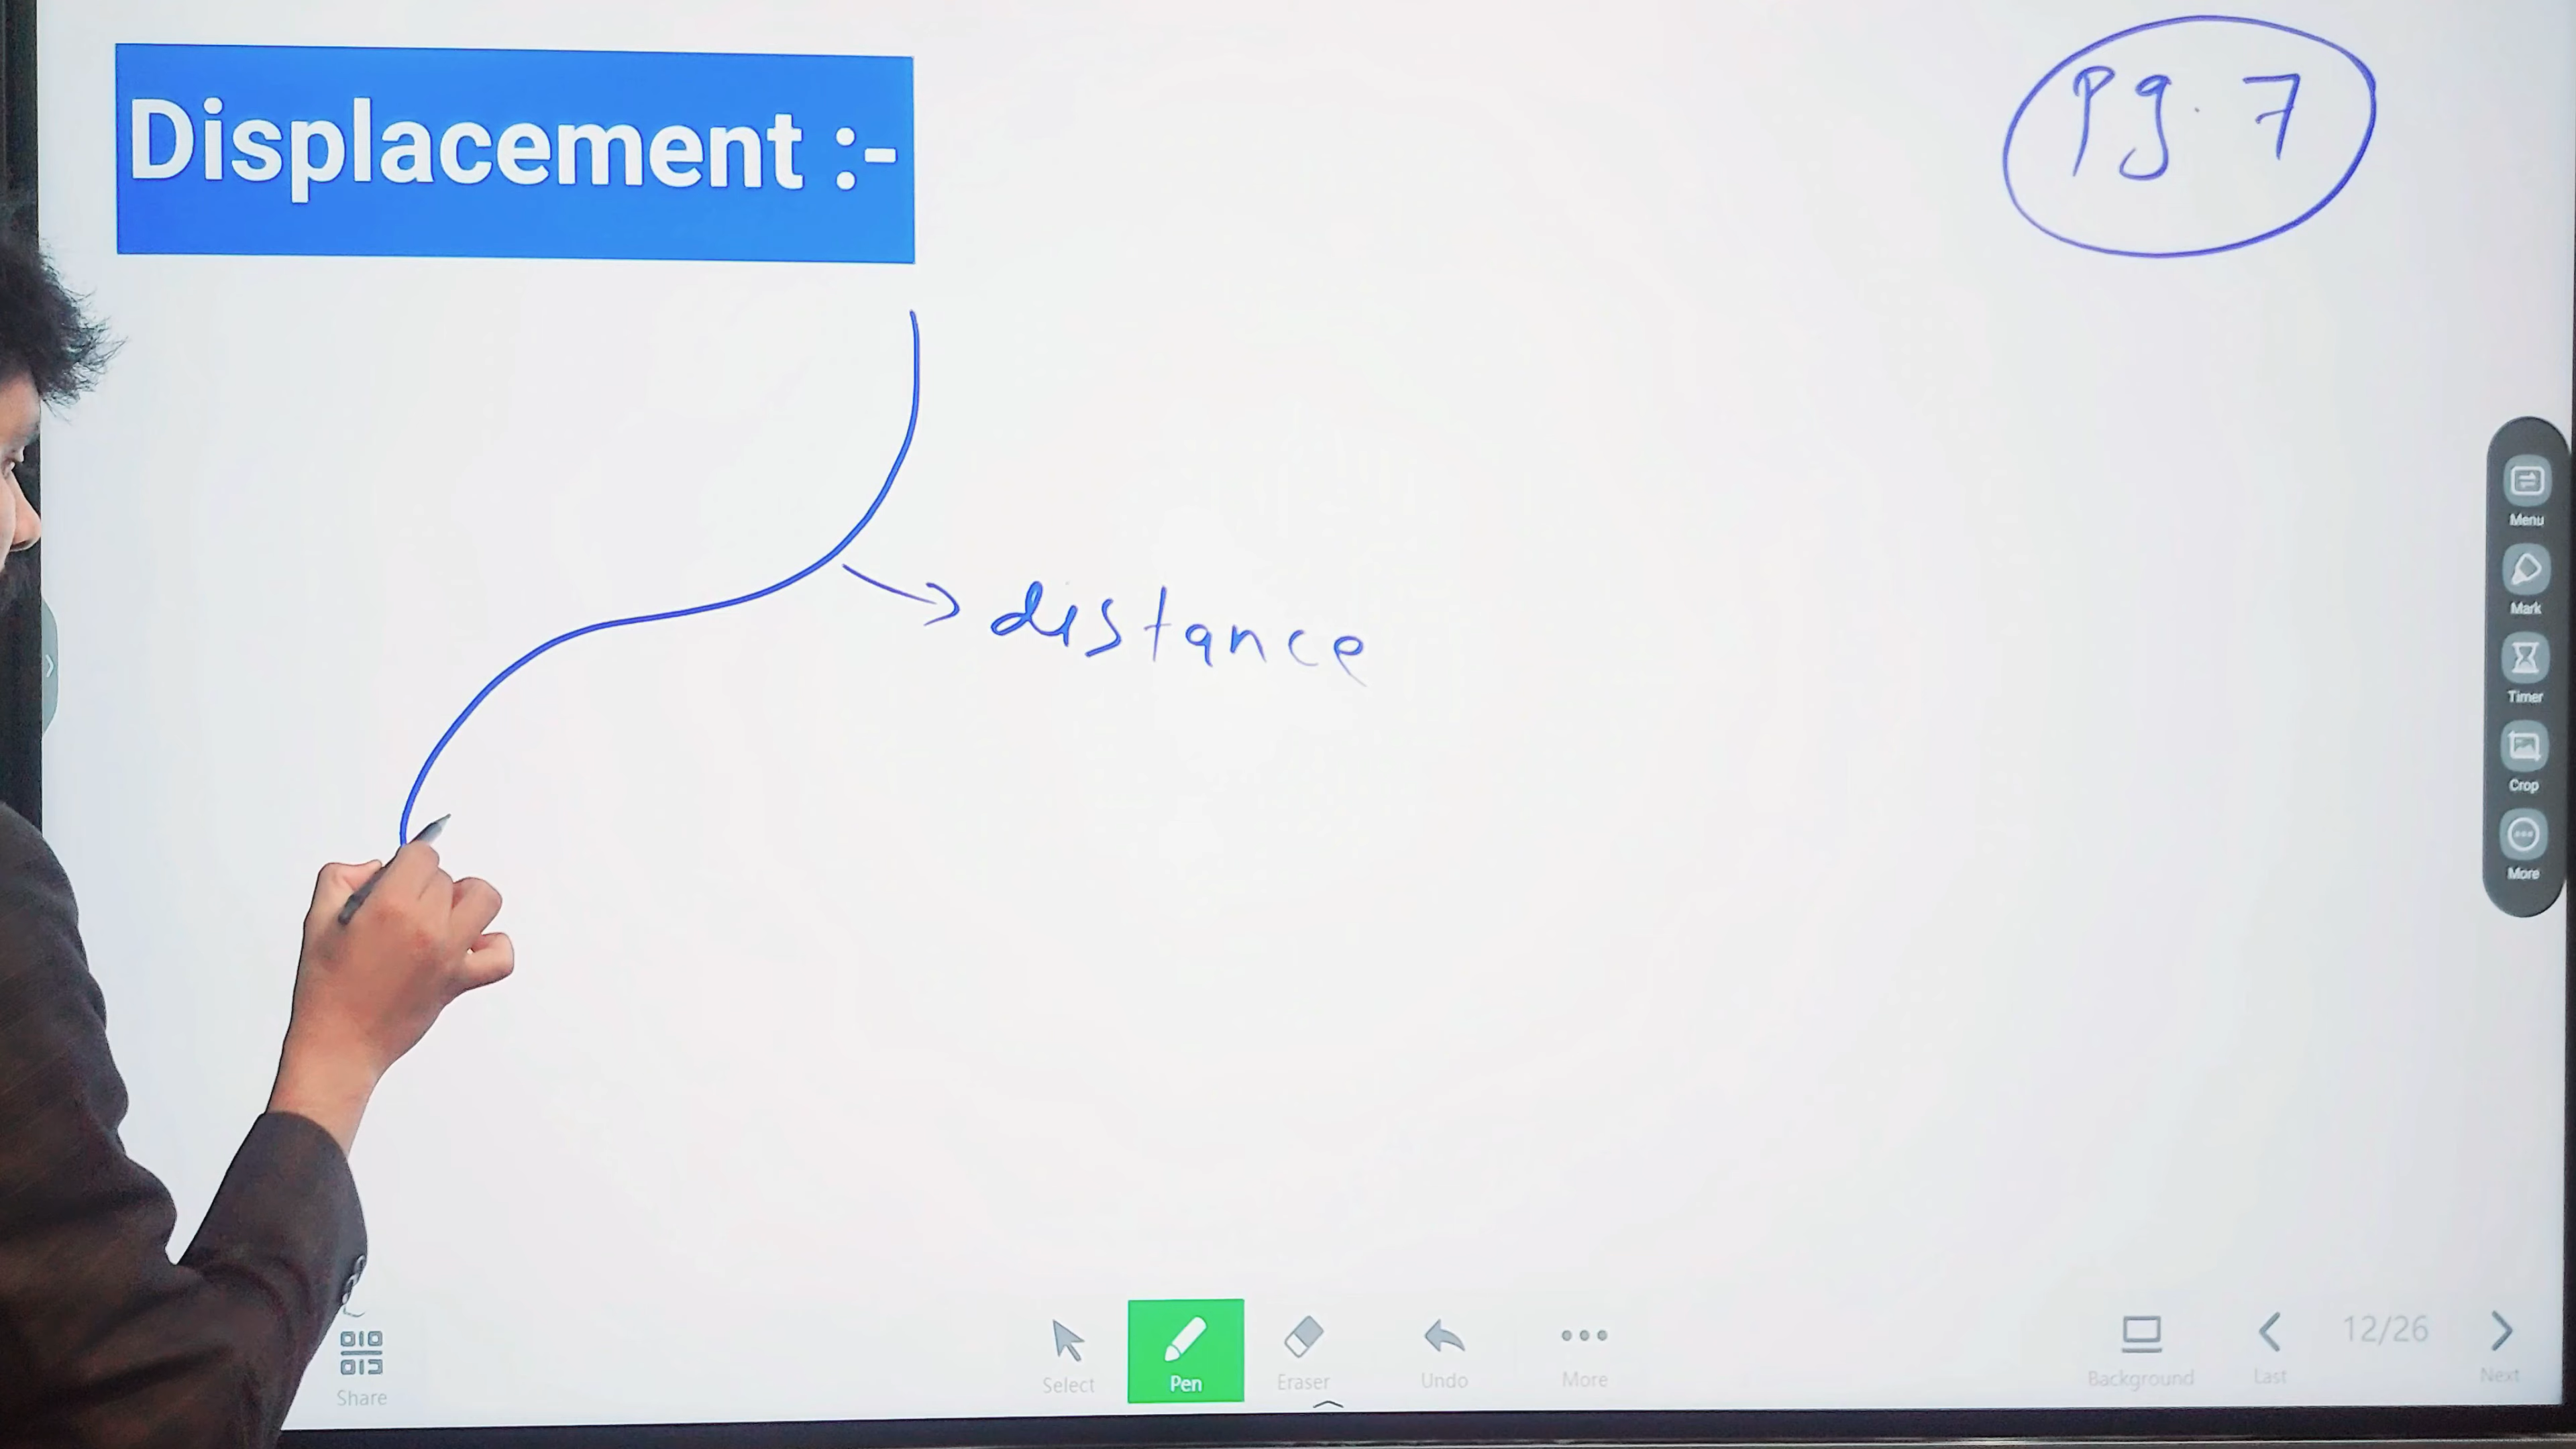 Displacement :-
Pg. 7
distance
Menu
Mark
Timer
Crop
More
Share
Select
Pen
Eraser
Undo
More
Background
Last
12/26
Next